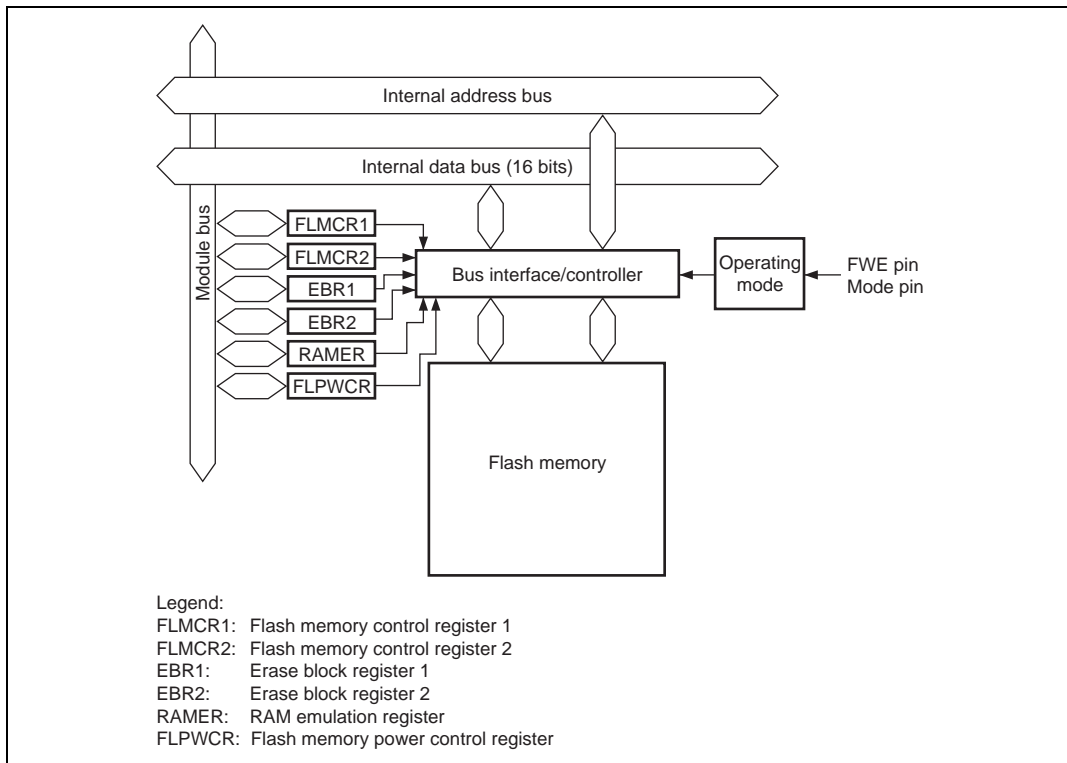 Internal address bus
Internal data bus (16 bits)
Module bus
FLMCR1
FLMCR2
EBR1
EBR2
RAMER
FLPWCR
Bus interface/controller
Operating
mode
FWE pin
Mode pin
Flash memory
Legend:
FLMCR1: Flash memory control register 1
FLMCR2: Flash memory control register 2
EBR1: Erase block register 1
EBR2: Erase block register 2
RAMER: RAM emulation register
FLPWCR: Flash memory power control register